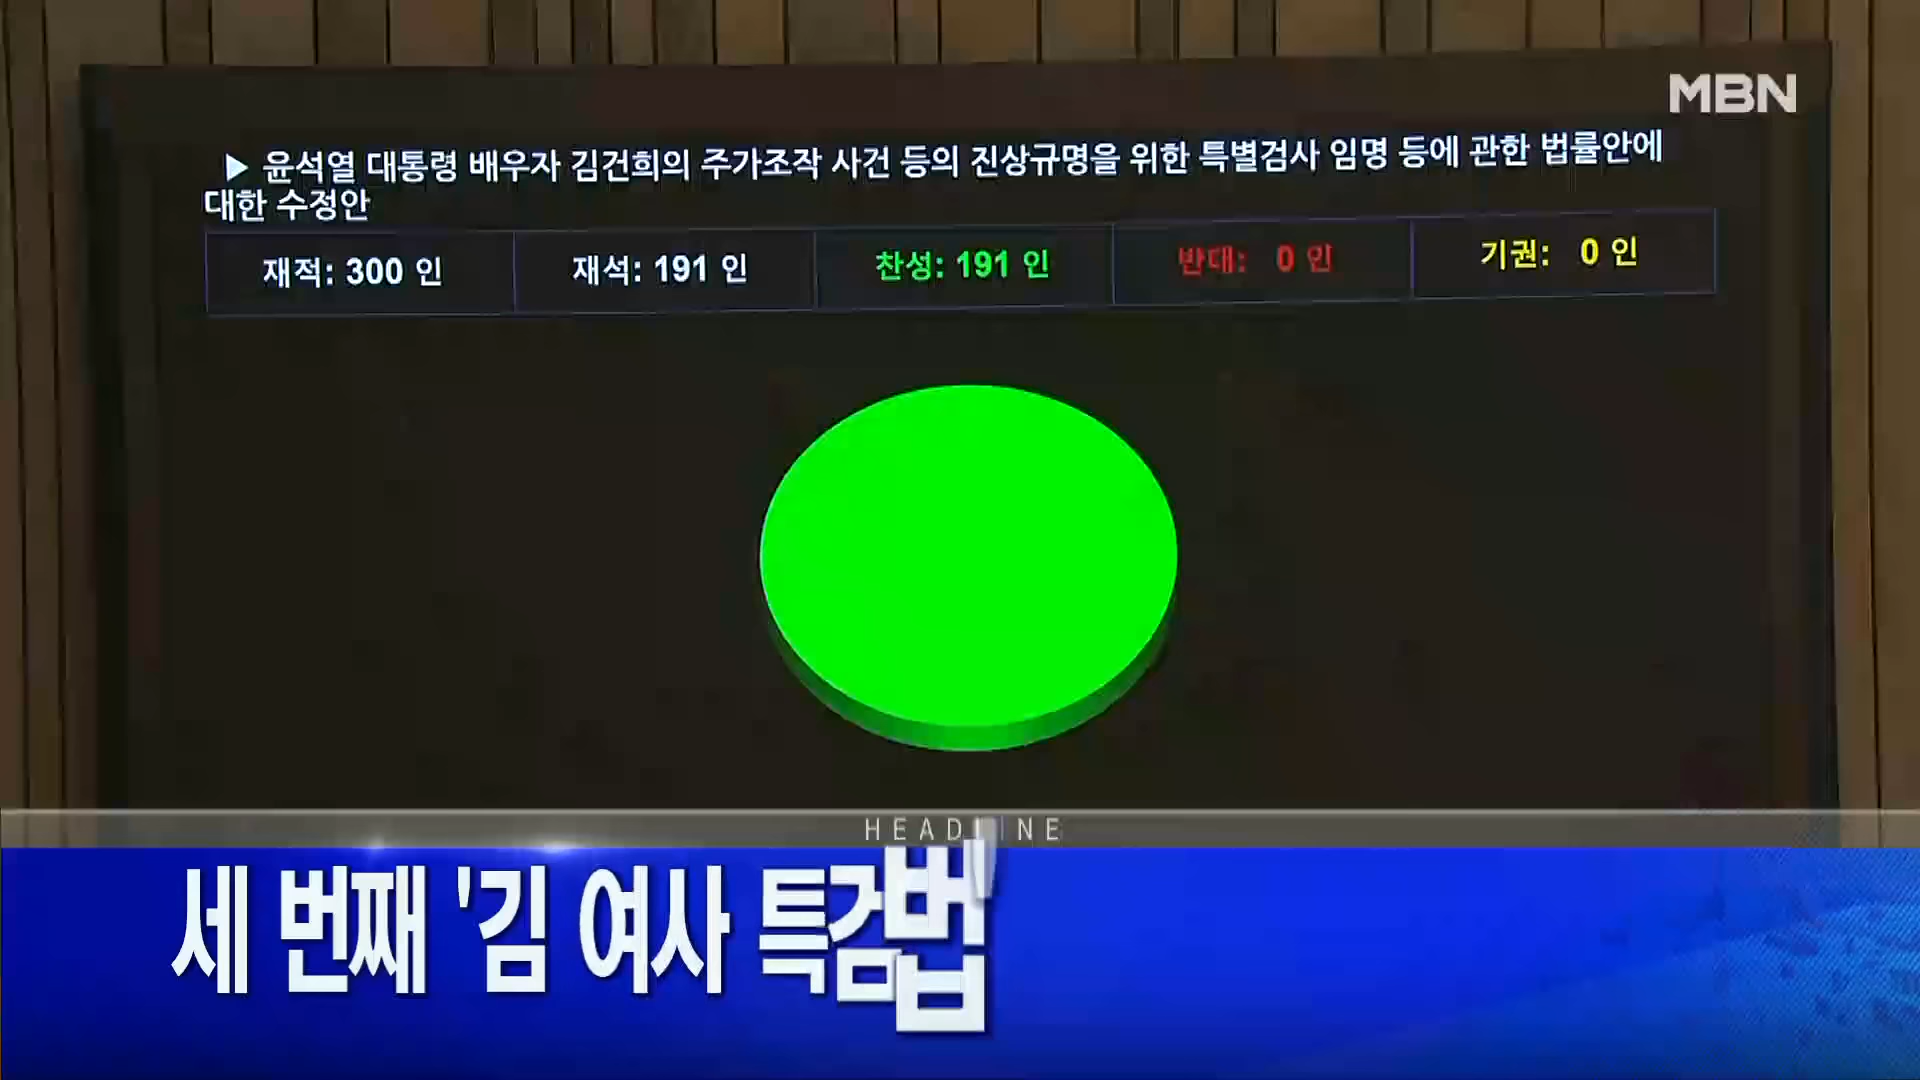 MBN
▶ 윤석열 대통령 배우자 김건희의 주가조작 사건 등의 진상규명을 위한 특별검사 임명 등에 관한 법률안에
대한 수정안
재적: 300 인 재석: 191 인 찬성: 191 인 반대: 0 인 기권: 0 인
HEADLINE
세 번째 '김 여사 특검법'